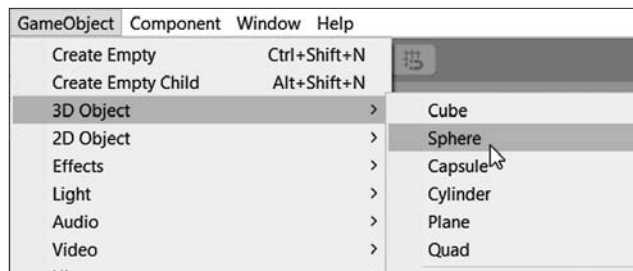 GameObject Component Window Help
Create Empty Ctrl+Shift+N
Create Empty Child Alt+Shift+N
3D Object >
2D Object >
Effects >
Light >
Audio >
Video >
Cube
Sphere
Capsule
Cylinder
Plane
Quad